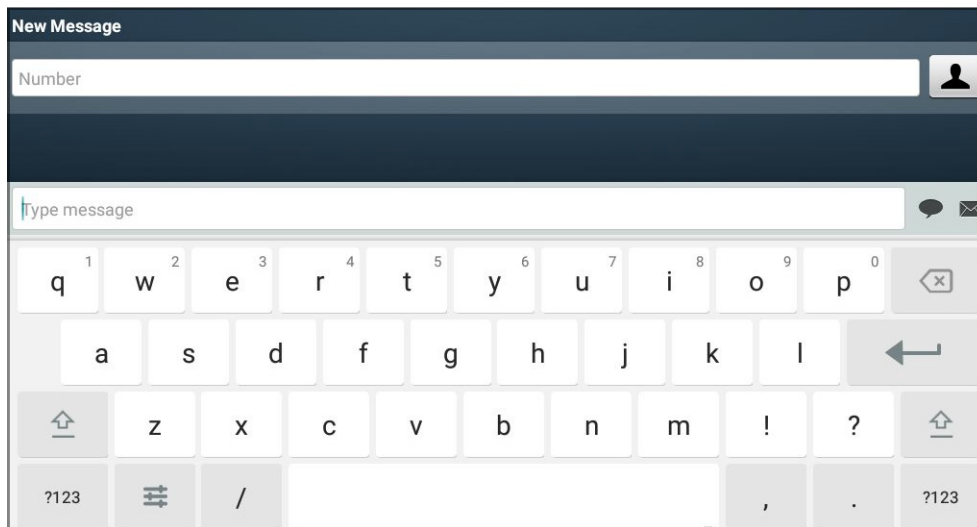 New Message
Number
Type message
1 2 3 4 5 6 7 8 9 0
q w e r t y u i o p
a s d f g h j k l
z x c v b n m ! ?
?123 / , . ?123